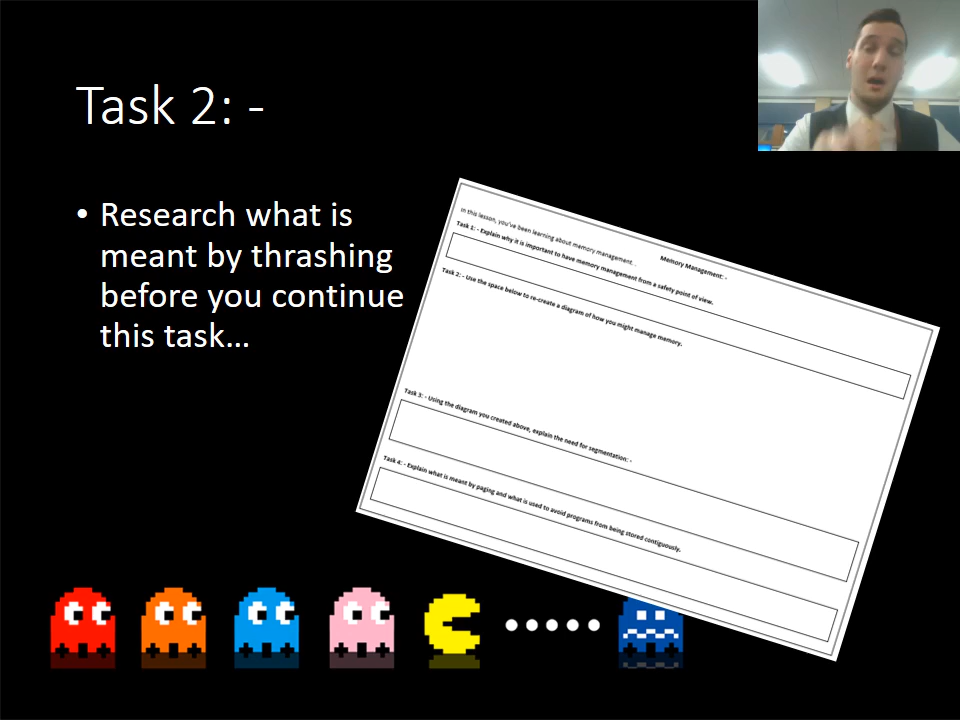 Task 2: -
• Research what is
meant by thrashing
before you continue
this task...
Memory Management: -
In this lesson, you've been learning about memory management...
Task 1: - Explain why it is important to have memory management from a safety point of view.
Task 2: - Use the space below to re-create a diagram of how you might manage memory.
Task 3: - Using the diagram you created above, explain the need for segmentation: -
Task 4: - Explain what is meant by paging and what is used to avoid programs from being stored contiguously.